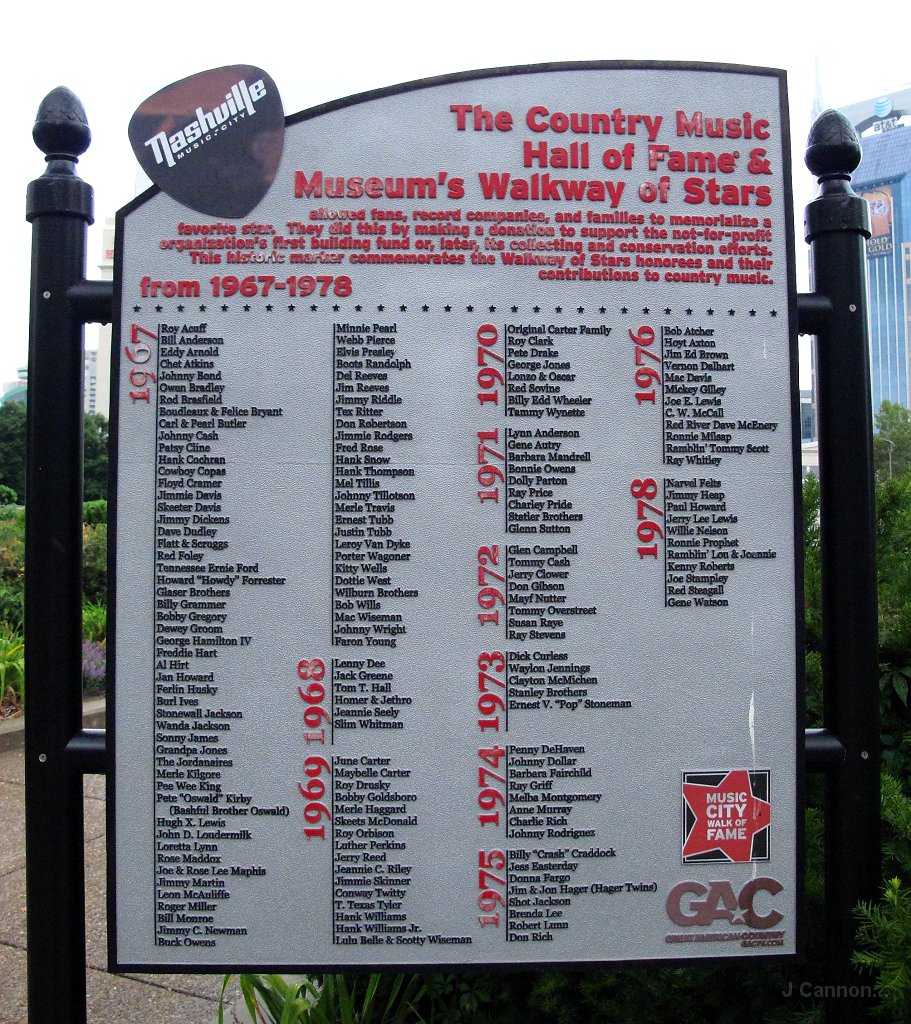 Nashville
MUSIC CITY
at&t
The Country Music
Hall of Fame® &
Museum's Walkway of Stars
allowed fans, record companies, and families to memorialize a
favorite star. They did this by making a donation to support the not-for-profit
organization's first building fund or, later, its collecting and conservation efforts.
This historic marker commemorates the Walkway of Stars honorees and their
contributions to country music.
from 1967-1978
1967
Roy Acuff
Bill Anderson
Eddy Arnold
Chet Atkins
Johnny Bond
Owen Bradley
Rod Brasfield
Boudleaux & Felice Bryant
Carl & Pearl Butler
Johnny Cash
Patsy Cline
Hank Cochran
Cowboy Copas
Floyd Cramer
Jimmie Davis
Skeeter Davis
Jimmy Dickens
Dave Dudley
Flatt & Scruggs
Red Foley
Tennessee Ernie Ford
Howard "Howdy" Forrester
Glaser Brothers
Billy Grammer
Bobby Gregory
Dewey Groom
George Hamilton IV
Freddie Hart
Al Hirt
Jan Howard
Ferlin Husky
Burl Ives
Stonewall Jackson
Wanda Jackson
Sonny James
Grandpa Jones
The Jordanaires
Merle Kilgore
Pee Wee King
Pete "Oswald" Kirby
(Bashful Brother Oswald)
Hugh X. Lewis
John D. Loudermilk
Loretta Lynn
Rose Maddox
Joe & Rose Lee Maphis
Jimmy Martin
Leon McAuliffe
Roger Miller
Bill Monroe
Jimmy C. Newman
Buck Owens
Minnie Pearl
Webb Pierce
Elvis Presley
Boots Randolph
Del Reeves
Jim Reeves
Jimmy Riddle
Tex Ritter
Don Robertson
Jimmie Rodgers
Fred Rose
Hank Snow
Hank Thompson
Mel Tillis
Johnny Tillotson
Merle Travis
Ernest Tubb
Justin Tubb
Leroy Van Dyke
Porter Wagoner
Kitty Wells
Dottie West
Wilburn Brothers
Bob Wills
Mac Wiseman
Johnny Wright
Faron Young
1968
Lenny Dee
Jack Greene
Tom T. Hall
Homer & Jethro
Jeannie Seely
Slim Whitman
1969
June Carter
Maybelle Carter
Roy Drusky
Bobby Goldsboro
Merle Haggard
Skeets McDonald
Roy Orbison
Luther Perkins
Jerry Reed
Jeannie C. Riley
Jimmie Skinner
Conway Twitty
T. Texas Tyler
Hank Williams
Hank Williams Jr.
Lulu Belle & Scotty Wiseman
1970
Original Carter Family
Roy Clark
Pete Drake
George Jones
Lonzo & Oscar
Red Sovine
Billy Edd Wheeler
Tammy Wynette
1971
Lynn Anderson
Gene Autry
Barbara Mandrell
Bonnie Owens
Dolly Parton
Ray Price
Charley Pride
Statler Brothers
Glenn Sutton
1972
Glen Campbell
Tommy Cash
Jerry Clower
Don Gibson
Mayf Nutter
Tommy Overstreet
Susan Raye
Ray Stevens
1973
Dick Curless
Waylon Jennings
Clayton McMichen
Stanley Brothers
Ernest V. "Pop" Stoneman
1974
Penny DeHaven
Johnny Dollar
Barbara Fairchild
Ray Griff
Melba Montgomery
Anne Murray
Charlie Rich
Johnny Rodriguez
1975
Billy "Crash" Craddock
Jess Easterday
Donna Fargo
Jim & Jon Hager (Hager Twins)
Shot Jackson
Brenda Lee
Robert Lunn
Don Rich
1976
Bob Atcher
Hoyt Axton
Jim Ed Brown
Vernon Dalhart
Mac Davis
Mickey Gilley
Joe E. Lewis
C. W. McCall
Red River Dave McEnery
Ronnie Milsap
Ramblin' Tommy Scott
Ray Whitley
1978
Narvel Felts
Jimmy Heap
Paul Howard
Jerry Lee Lewis
Willie Nelson
Ronnie Prophet
Ramblin' Lou & Joennie
Kenny Roberts
Joe Stampley
Red Steagall
Gene Watson
MUSIC
CITY
WALK OF
FAME
GAC
GREAT AMERICAN COUNTRY
GACTV.COM
BOLD
GOLD
J Cannon...